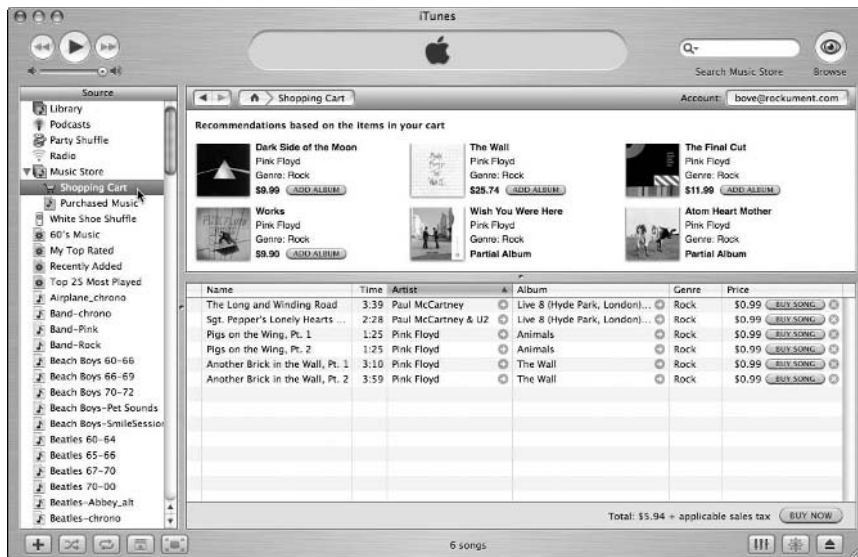 iTunes
Search Music Store
Browse
Source
Library
Podcasts
Party Shuffle
Radio
Music Store
Shopping Cart
Purchased Music
White Shoe Shuffle
60's Music
My Top Rated
Recently Added
Top 25 Most Played
Airplane_chrono
Band-chrono
Band-Pink
Band-Rock
Beach Boys 60-66
Beach Boys 66-69
Beach Boys 70-72
Beach Boys-Pet Sounds
Beach Boys-SmileSession
Beatles 60-64
Beatles 65-66
Beatles 67-70
Beatles 70-00
Beatles-Abbey_alt
Beatles-chrono
Shopping Cart
Account: bove@rockument.com
Recommendations based on the items in your cart
Dark Side of the Moon
Pink Floyd
Genre: Rock
$9.99 ADD ALBUM
The Wall
Pink Floyd
Genre: Rock
$25.74 ADD ALBUM
The Final Cut
Pink Floyd
Genre: Rock
$11.99 ADD ALBUM
Works
Pink Floyd
Genre: Rock
$9.90 ADD ALBUM
Wish You Were Here
Pink Floyd
Genre: Rock
Partial Album
Atom Heart Mother
Pink Floyd
Genre: Rock
Partial Album
Name Time Artist Album Genre Price
The Long and Winding Road 3:39 Paul McCartney Live 8 (Hyde Park, London)... Rock $0.99 BUY SONG
Sgt. Pepper's Lonely Hearts ... 2:28 Paul McCartney & U2 Live 8 (Hyde Park, London)... Rock $0.99 BUY SONG
Pigs on the Wing, Pt. 1 1:25 Pink Floyd Animals Rock $0.99 BUY SONG
Pigs on the Wing, Pt. 2 1:25 Pink Floyd Animals Rock $0.99 BUY SONG
Another Brick in the Wall, Pt. 1 3:10 Pink Floyd The Wall Rock $0.99 BUY SONG
Another Brick in the Wall, Pt. 2 3:59 Pink Floyd The Wall Rock $0.99 BUY SONG
Total: $5.94 + applicable sales tax BUY NOW
6 songs